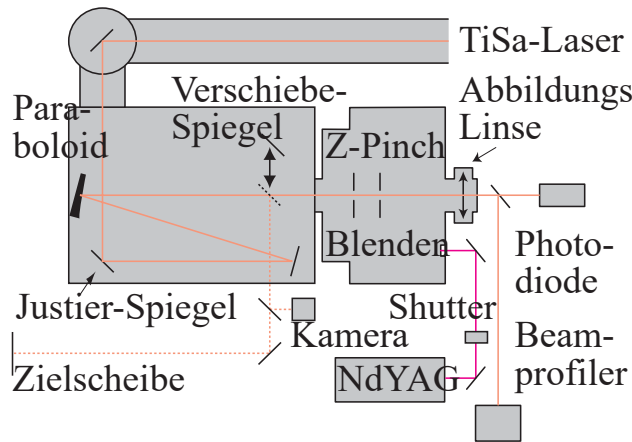 TiSa-Laser
Verschiebe-
Spiegel
Abbildungs
Linse
Para-
boloid
Z-Pinch
Blenden
Photo-
diode
Justier-Spiegel
Shutter
Kamera
Beam-
profiler
Zielscheibe
NdYAG